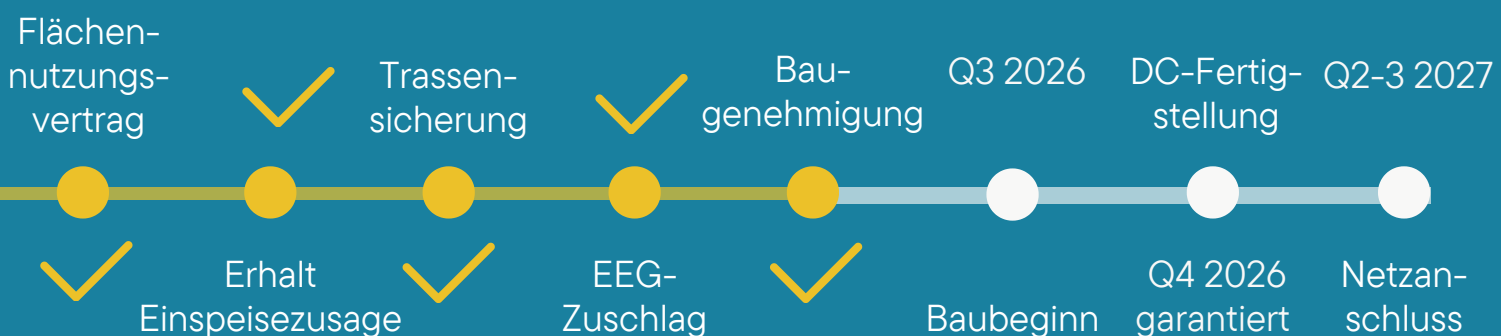 Flächen-
nutzungs-
vertrag
Erhalt
Einspeisezusage
Trassen-
sicherung
EEG-
Zuschlag
Bau-
genehmigung
Q3 2026
Baubeginn
DC-Fertig-
stellung
Q4 2026
garantiert
Q2-3 2027
Netzan-
schluss